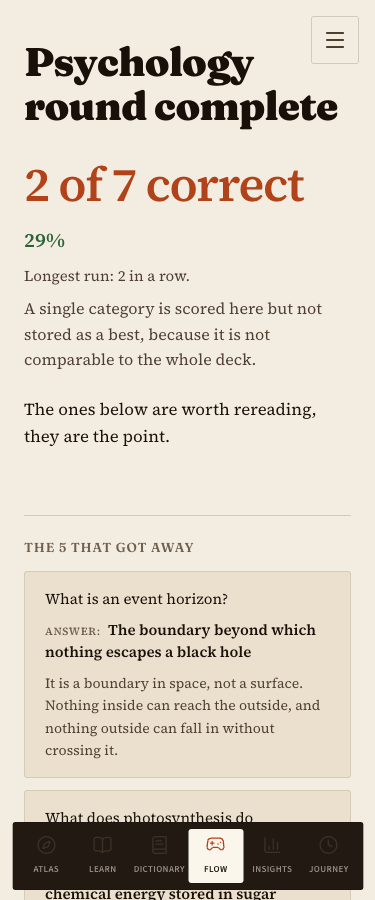 Psychology
round complete
2 of 7 correct
29%
Longest run: 2 in a row.
A single category is scored here but not
stored as a best, because it is not
comparable to the whole deck.
The ones below are worth rereading,
they are the point.
THE 5 THAT GOT AWAY
What is an event horizon?
ANSWER: The boundary beyond which
nothing escapes a black hole
It is a boundary in space, not a surface.
Nothing inside can reach the outside, and
nothing outside can fall in without
crossing it.
What does photosynthesis do
ATLAS LEARN DICTIONARY FLOW INSIGHTS JOURNEY
chemical energy stored in sugar